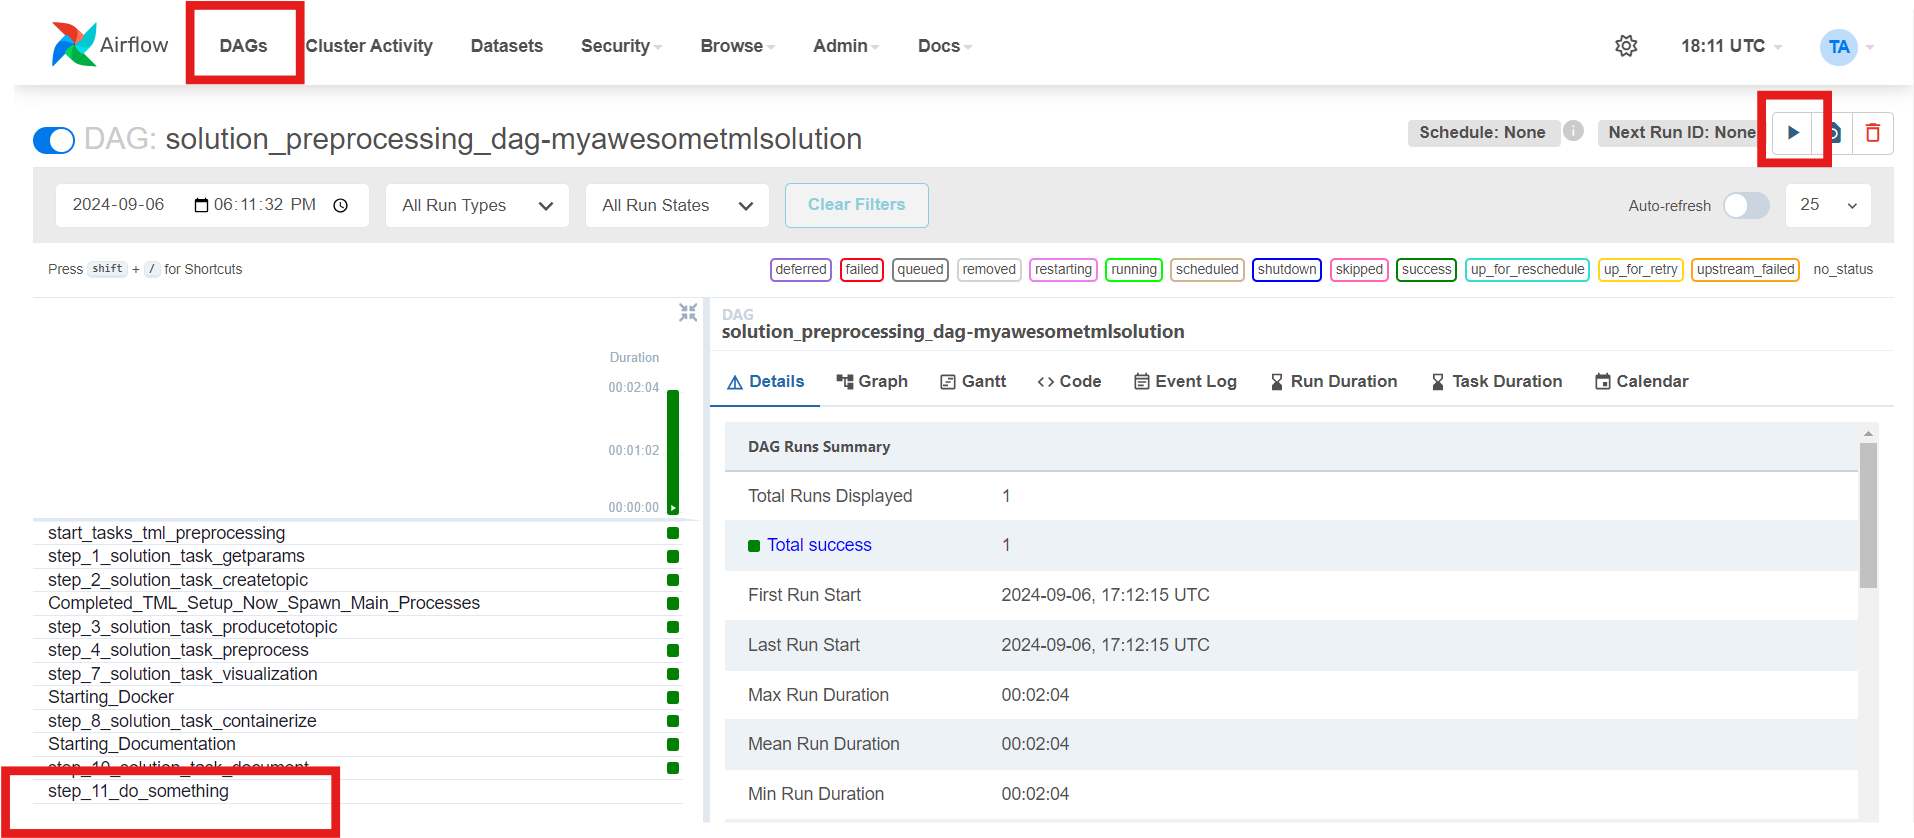 Airflow DAGs Cluster Activity Datasets Security Browse Admin Docs 18:11 UTC TA
DAG: solution_preprocessing_dag-myawesometmlsolution Schedule: None i Next Run ID: None
2024-09-06 06:11:32 PM All Run Types All Run States Clear Filters Auto-refresh 25
Press shift + / for Shortcuts deferred failed queued removed restarting running scheduled shutdown skipped success up_for_reschedule up_for_retry upstream_failed no_status
Duration
00:02:04
00:01:02
00:00:00
start_tasks_tml_preprocessing
step_1_solution_task_getparams
step_2_solution_task_createtopic
Completed_TML_Setup_Now_Spawn_Main_Processes
step_3_solution_task_producetotopic
step_4_solution_task_preprocess
step_7_solution_task_visualization
Starting_Docker
step_8_solution_task_containerize
Starting_Documentation
step_10_solution_task_document
step_11_do_something
DAG
solution_preprocessing_dag-myawesometmlsolution
Details Graph Gantt Code Event Log Run Duration Task Duration Calendar
DAG Runs Summary
Total Runs Displayed 1
Total success 1
First Run Start 2024-09-06, 17:12:15 UTC
Last Run Start 2024-09-06, 17:12:15 UTC
Max Run Duration 00:02:04
Mean Run Duration 00:02:04
Min Run Duration 00:02:04